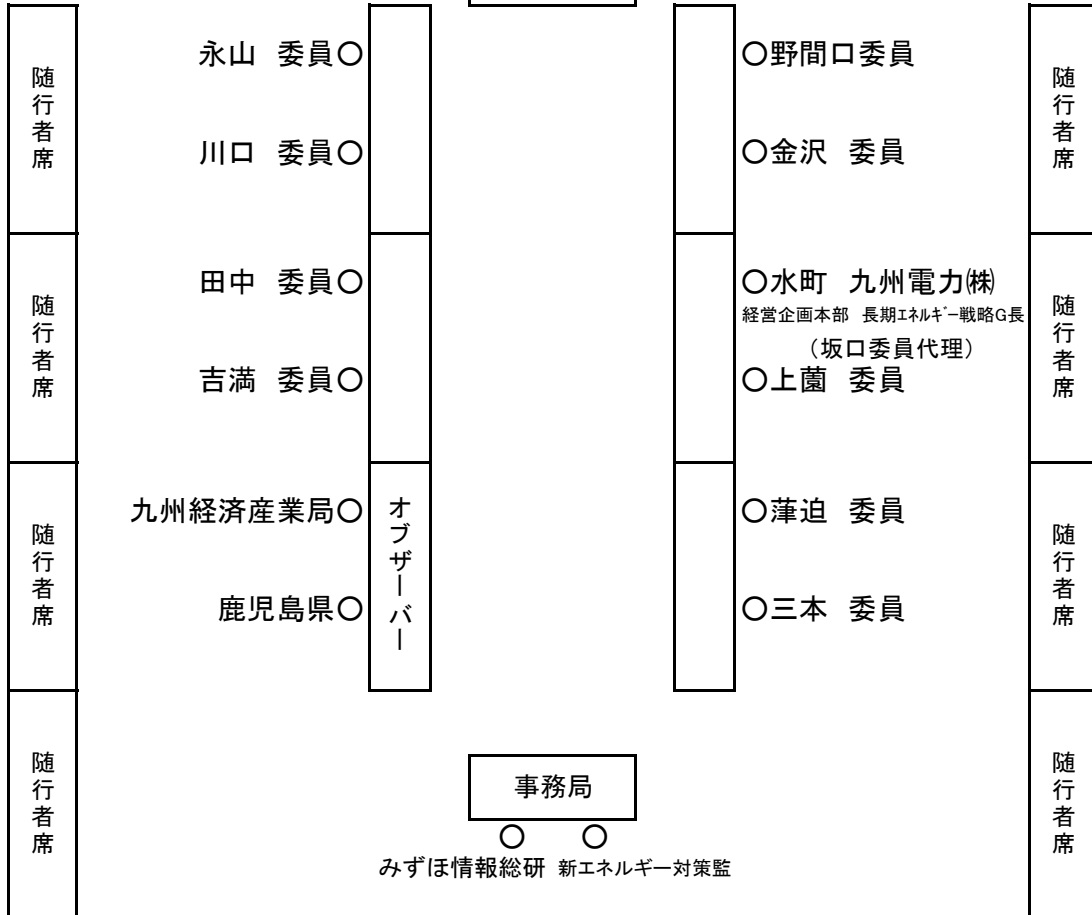 随行者席
随行者席
随行者席
随行者席
永山 委員○
川口 委員○
田中 委員○
吉満 委員○
九州経済産業局○
鹿児島県○
オブザーバー
○野間口委員
○金沢 委員
○水町 九州電力㈱
経営企画本部 長期ｴﾈﾙｷﾞｰ戦略G長
（坂口委員代理）
○上薗 委員
○蓮迫 委員
○三本 委員
随行者席
随行者席
随行者席
随行者席
事務局
○ ○
みずほ情報総研 新エネルギー対策監